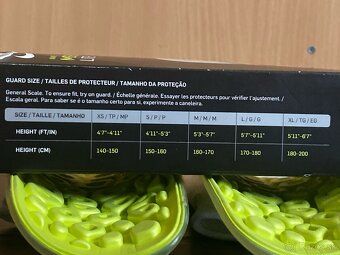 GUARD SIZE / TAILLES DE PROTECTEUR / TAMANHO DA PROTEÇÃO
General Scale. To ensure fit, try on guard. / Échelle générale. Essayer les protecteurs pour vérifier l'ajustement. /
Escala geral. Para saber se é o tamanho certo para si, experimente a caneleira.
SIZE / TAILLE / TAMANHO XS / TP / MP S / P / P M / M / M L / G / G XL / TG / EG
HEIGHT (FT/IN) 4'7"-4'11" 4'11"-5'3" 5'3"-5'7" 5'7"-5'11" 5'11"-6'7"
HEIGHT (CM) 140-150 150-160 160-170 170-180 180-200